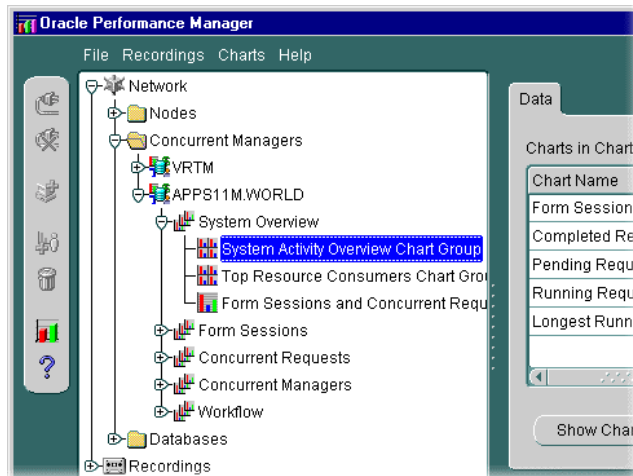 Oracle Performance Manager
File Recordings Charts Help
Network
Nodes
Concurrent Managers
VRTM
APPS11M.WORLD
System Overview
System Activity Overview Chart Group
Top Resource Consumers Chart Grou
Form Sessions and Concurrent Requ
Form Sessions
Concurrent Requests
Concurrent Managers
Workflow
Databases
Recordings
Data
Charts in Chart
Chart Name
Form Session
Completed Re
Pending Requ
Running Requ
Longest Runn
Show Char